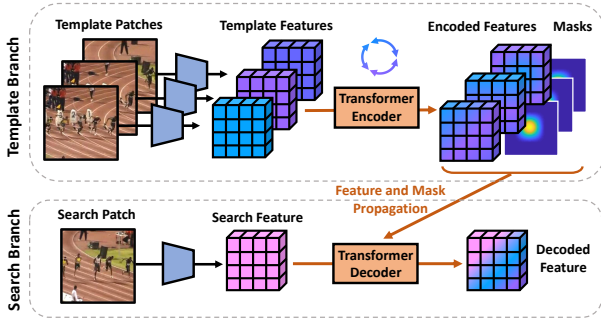 Template Branch
Template Patches
Template Features
Encoded Features
Masks
Transformer
Encoder
Feature and Mask
Propagation
Search Branch
Search Patch
Search Feature
Transformer
Decoder
Decoded
Feature